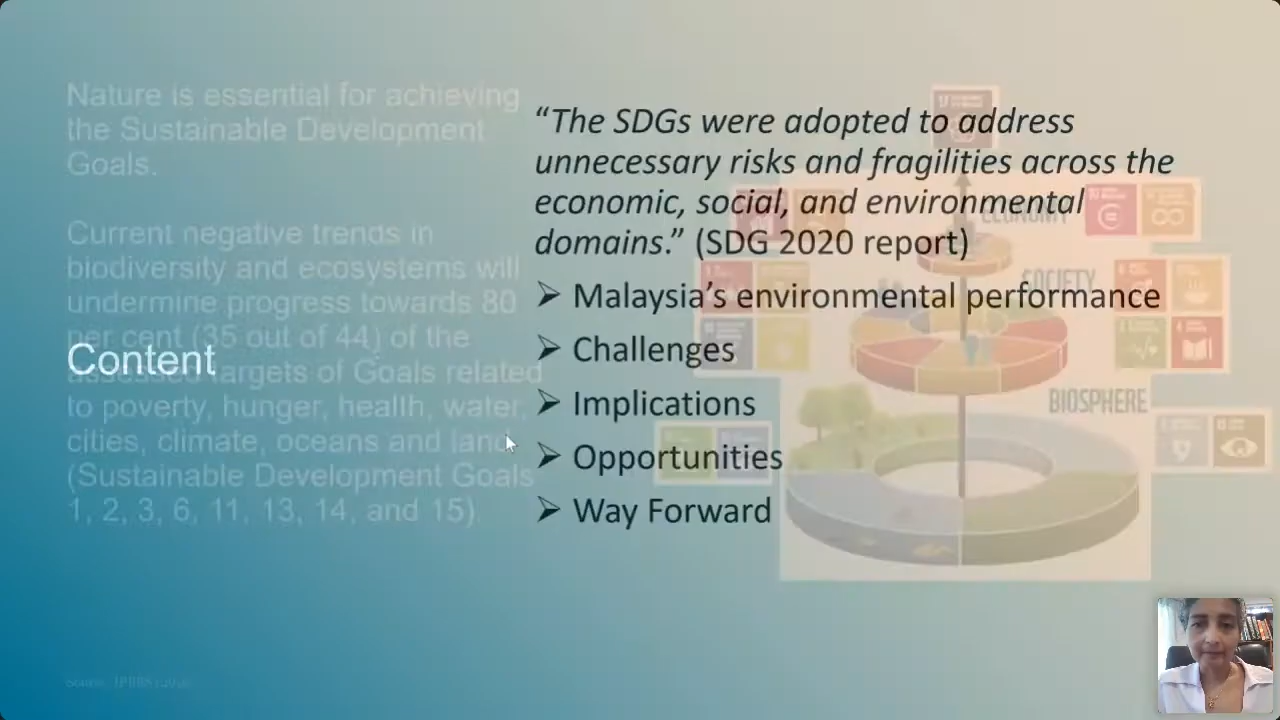 Nature is essential for achieving
the Sustainable Development
Goals.
Current negative trends in
biodiversity and ecosystems will
undermine progress towards 80
per cent (35 out of 44) of the
assessed targets of Goals related
to poverty, hunger, health, water,
cities, climate, oceans and land
(Sustainable Development Goals
1, 2, 3, 6, 11, 13, 14, and 15).
Content
“The SDGs were adopted to address
unnecessary risks and fragilities across the
economic, social, and environmental
domains.” (SDG 2020 report)
➢ Malaysia’s environmental performance
➢ Challenges
➢ Implications
➢ Opportunities
➢ Way Forward
ECONOMY
SOCIETY
BIOSPHERE